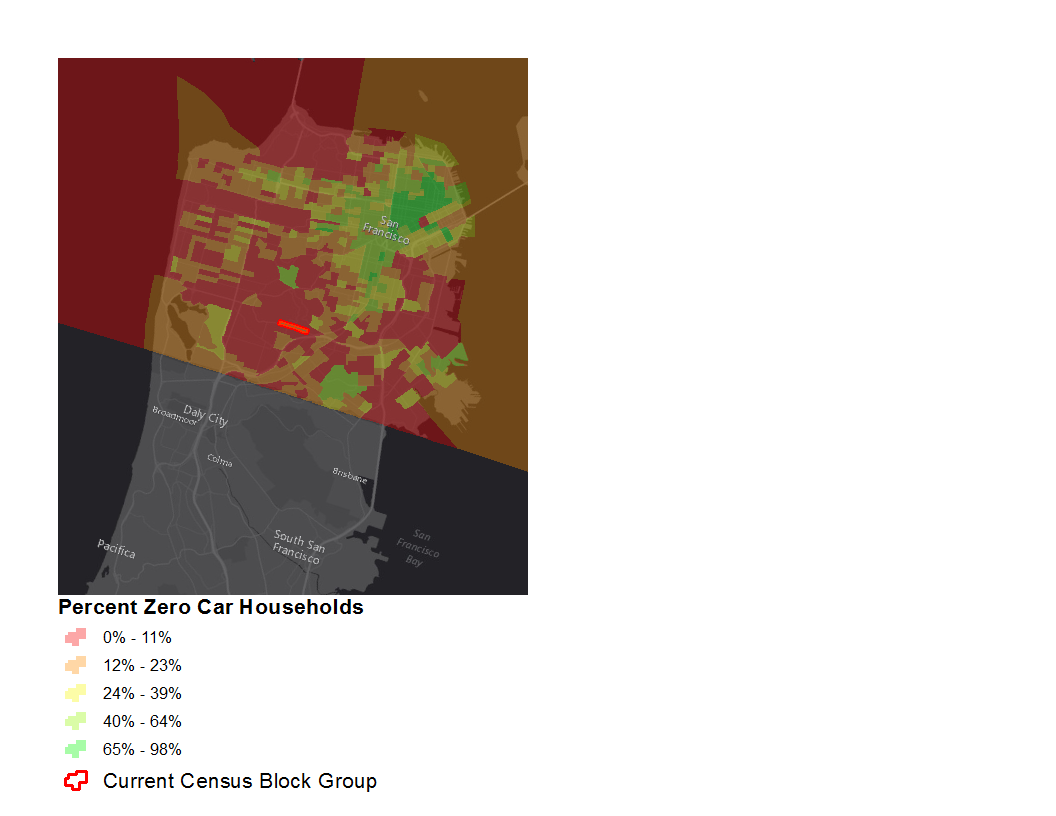 San
Francisco
Daly City
Broadmoor
Colma
Brisbane
San
Francisco
Bay
South San
Francisco
Pacifica
Percent Zero Car Households
0% - 11%
12% - 23%
24% - 39%
40% - 64%
65% - 98%
Current Census Block Group